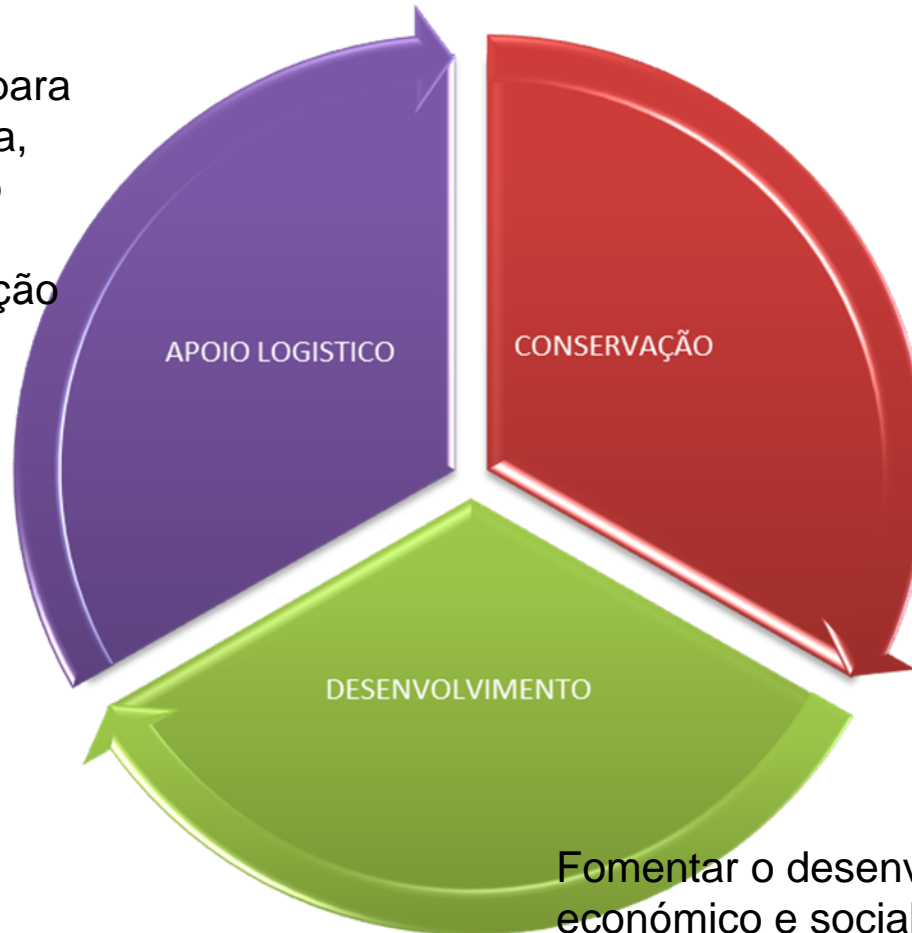 para
a,
o
ção
APOIO LOGISTICO
CONSERVAÇÃO
DESENVOLVIMENTO
Fomentar o desenv
económico e social